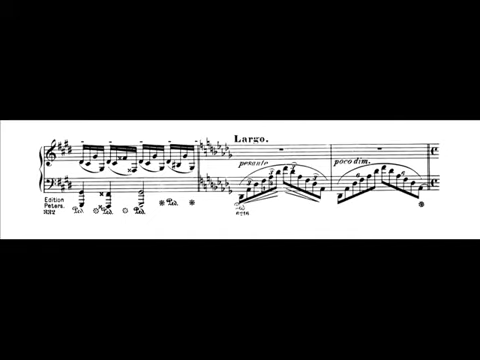 Largo.
pesante
poco dim.
Edition
Peters.